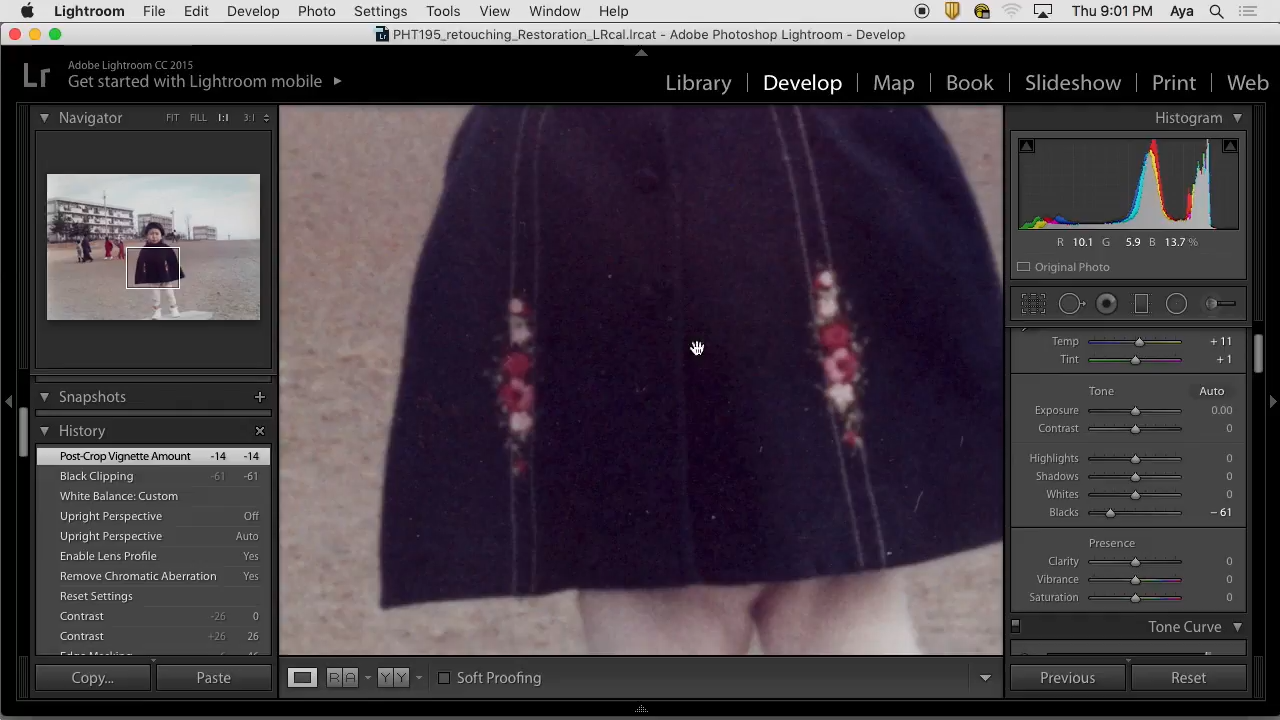 Lightroom File Edit Develop Photo Settings Tools View Window Help Thu 9:01 PM Aya
PHT195_retouching_Restoration_LRcal.lrcat - Adobe Photoshop Lightroom - Develop
Lr
Adobe Lightroom CC 2015
Get started with Lightroom mobile
Library Develop Map Book Slideshow Print Web
Navigator FIT FILL 1:1 3:1
Histogram
R 10.1 G 5.9 B 13.7 %
Original Photo
Temp + 11
Tint + 1
Tone Auto
Exposure 0.00
Contrast 0
Highlights 0
Shadows 0
Whites 0
Blacks - 61
Presence
Clarity 0
Vibrance 0
Saturation 0
Tone Curve
Snapshots
History
Post-Crop Vignette Amount -14 -14
Black Clipping -61 -61
White Balance: Custom
Upright Perspective Off
Upright Perspective Auto
Enable Lens Profile Yes
Remove Chromatic Aberration Yes
Reset Settings
Contrast -26 0
Contrast +26 26
Copy... Paste
R A Y Y Soft Proofing
Previous Reset